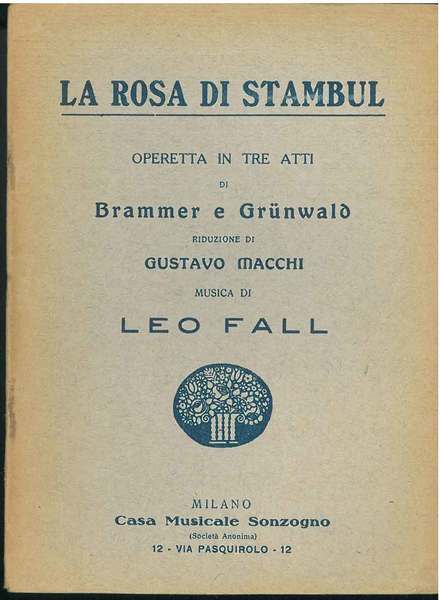 LA ROSA DI STAMBUL
OPERETTA IN TRE ATTI
DI
Brammer e Grünwald
RIDUZIONE DI
GUSTAVO MACCHI
MUSICA DI
LEO FALL
MILANO
Casa Musicale Sonzogno
(Società Anonima)
12 - VIA PASQUIROLO - 12